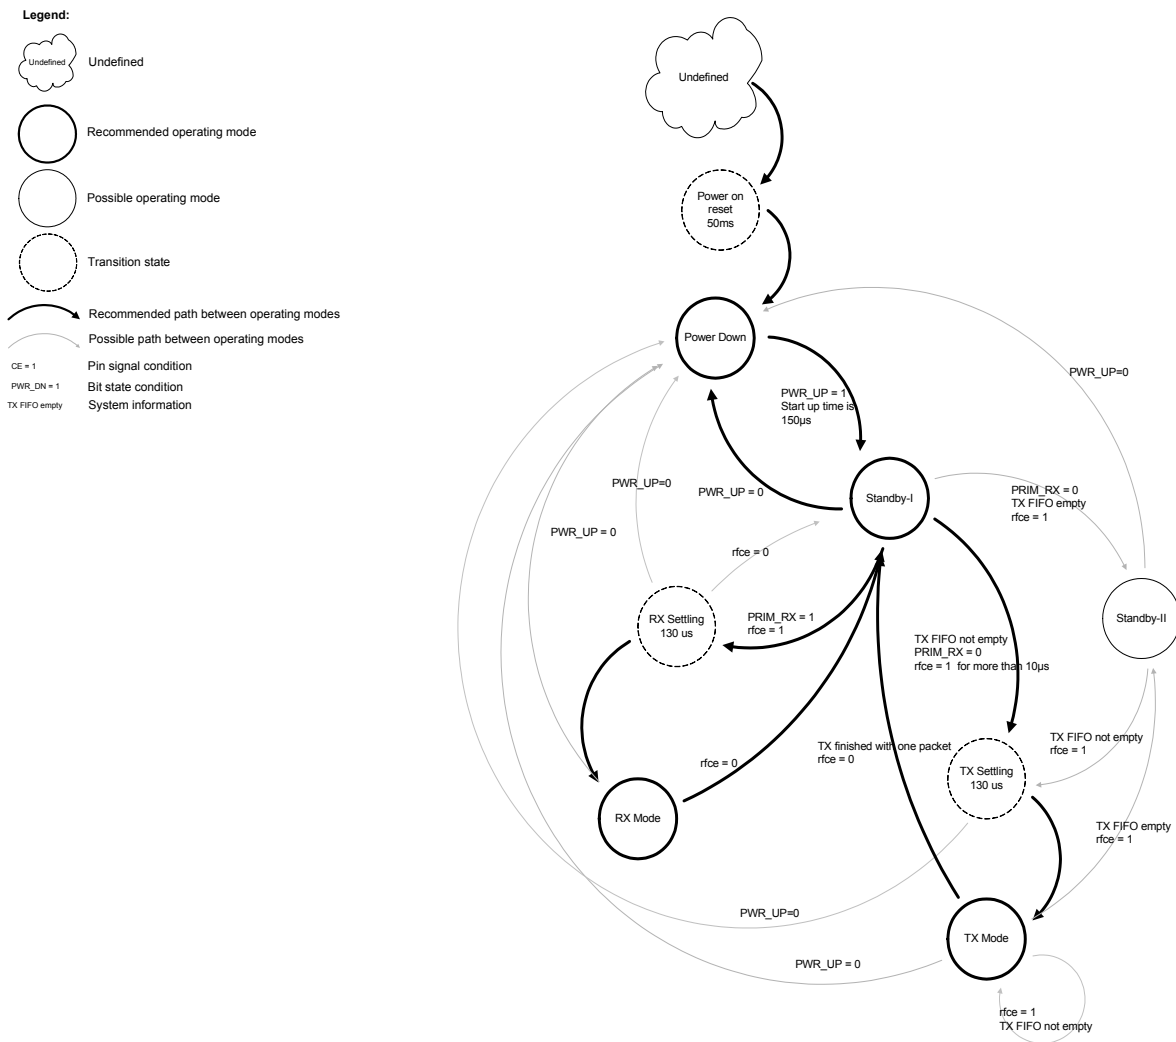 Legend:
Undefined
Undefined
Recommended operating mode
Possible operating mode
Transition state
Recommended path between operating modes
Possible path between operating modes
CE = 1
Pin signal condition
PWR_DN = 1
Bit state condition
TX FIFO empty
System information
Undefined
Power on
reset
50ms
Power Down
PWR_UP=0
PWR_UP = 1
Start up time is
150µs
PWR_UP=0
PWR_UP = 0
Standby-I
PRIM_RX = 0
TX FIFO empty
rfce = 1
PWR_UP = 0
rfce = 0
RX Settling
130 us
PRIM_RX = 1
rfce = 1
Standby-II
TX FIFO not empty
PRIM_RX = 0
rfce = 1  for more than 10µs
TX FIFO not empty
rfce = 1
TX finished with one packet
rfce = 0
rfce = 0
TX Settling
130 us
RX Mode
TX FIFO empty
rfce = 1
PWR_UP=0
TX Mode
PWR_UP = 0
rfce = 1
TX FIFO not empty